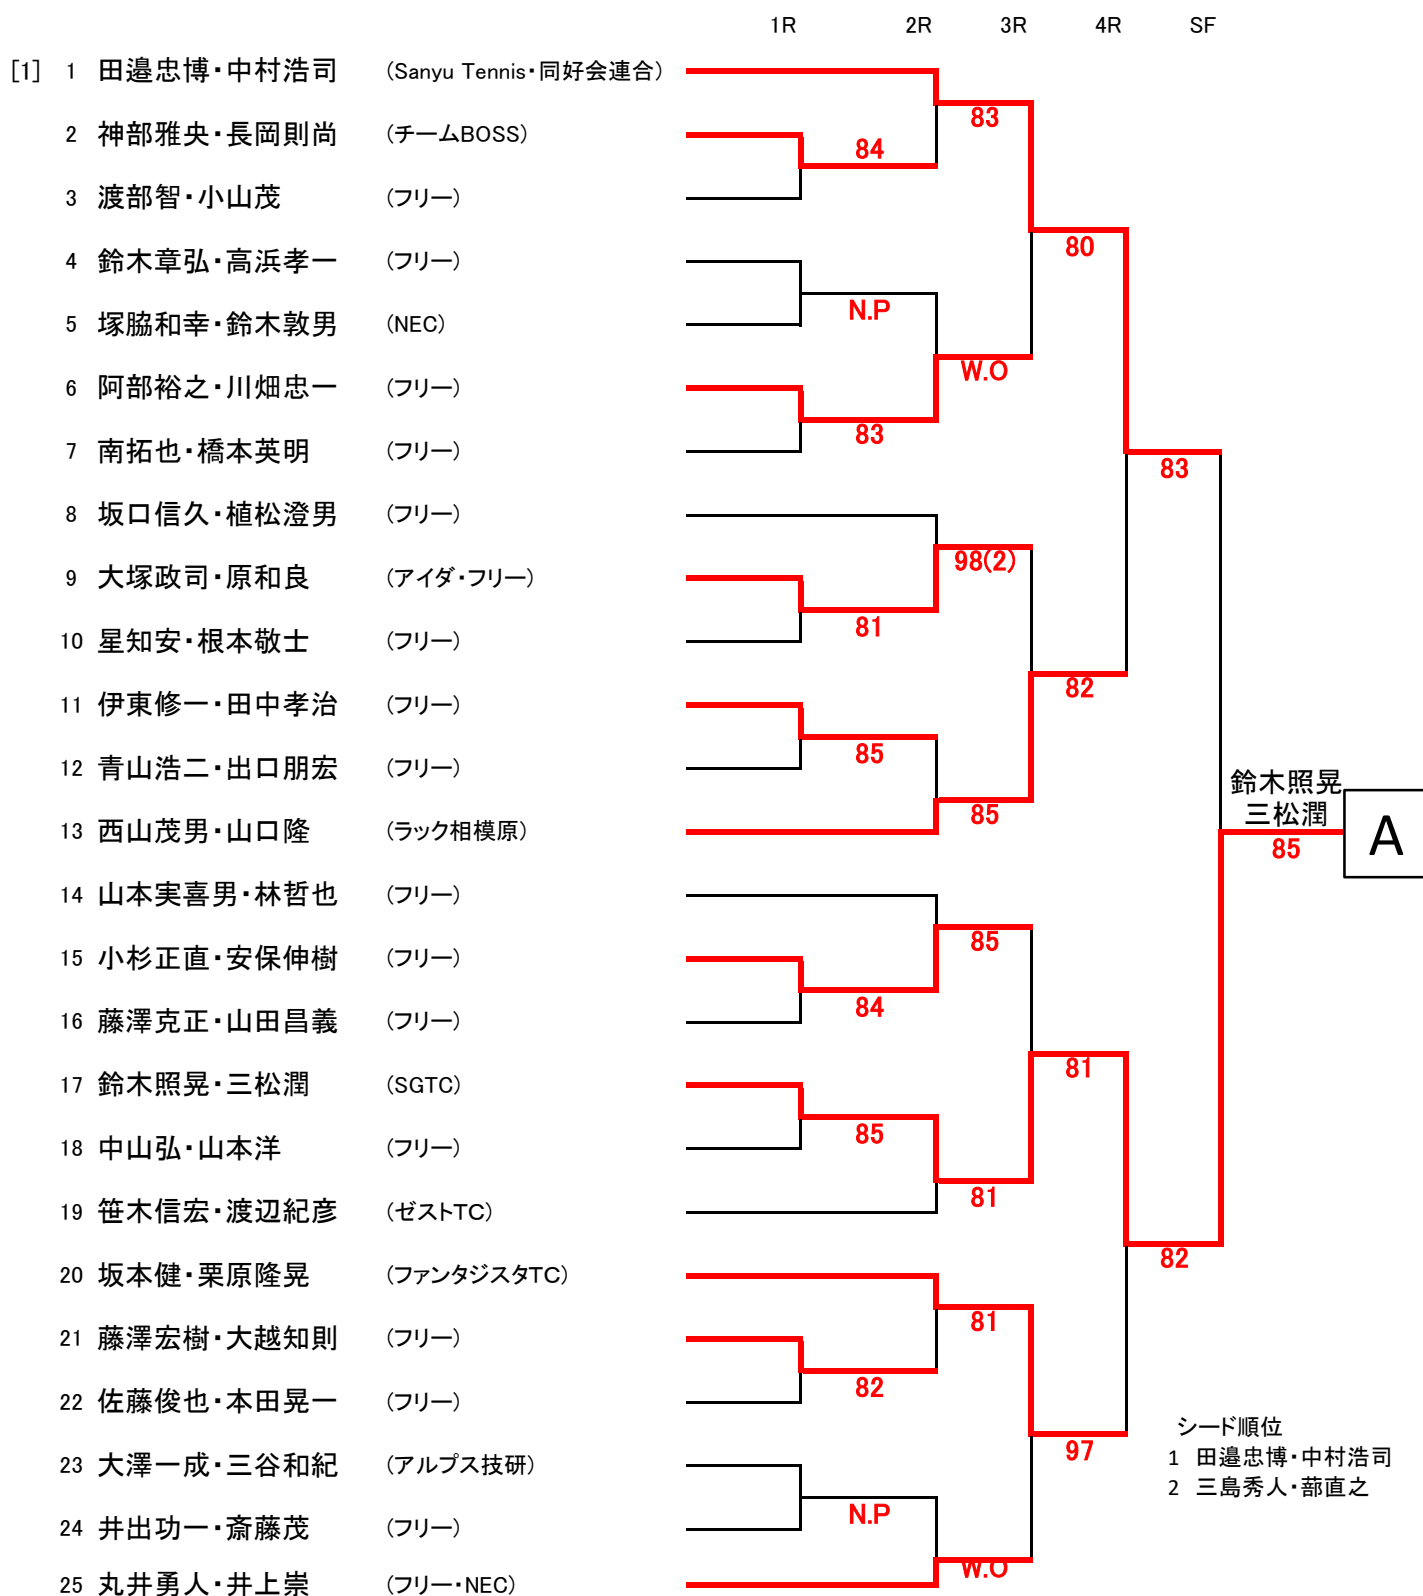 1R 2R 3R 4R SF
[1] 1 田邉忠博・中村浩司 (Sanyu Tennis・同好会連合)
83
2 神部雅央・長岡則尚 (チームBOSS)
84
3 渡部智・小山茂 (フリー)
80
4 鈴木章弘・高浜孝一 (フリー)
N.P
5 塚脇和幸・鈴木敦男 (NEC)
W.O
6 阿部裕之・川畑忠一 (フリー)
83
7 南拓也・橋本英明 (フリー)
83
8 坂口信久・植松澄男 (フリー)
98(2)
9 大塚政司・原和良 (アイダ・フリー)
81
10 星知安・根本敬士 (フリー)
82
11 伊東修一・田中孝治 (フリー)
85
12 青山浩二・出口朋宏 (フリー)
鈴木照晃
三松潤
85
A
13 西山茂男・山口隆 (ラック相模原)
85
14 山本実喜男・林哲也 (フリー)
85
15 小杉正直・安保伸樹 (フリー)
84
16 藤澤克正・山田昌義 (フリー)
81
17 鈴木照晃・三松潤 (SGTC)
85
18 中山弘・山本洋 (フリー)
81
19 笹木信宏・渡辺紀彦 (ゼストTC)
82
20 坂本健・栗原隆晃 (ファンタジスタTC)
81
21 藤澤宏樹・大越知則 (フリー)
82
22 佐藤俊也・本田晃一 (フリー)
97
23 大澤一成・三谷和紀 (アルプス技研)
N.P
24 井出功一・斎藤茂 (フリー)
W.O
25 丸井勇人・井上崇 (フリー・NEC)
シード順位
1 田邉忠博・中村浩司
2 三島秀人・蔀直之